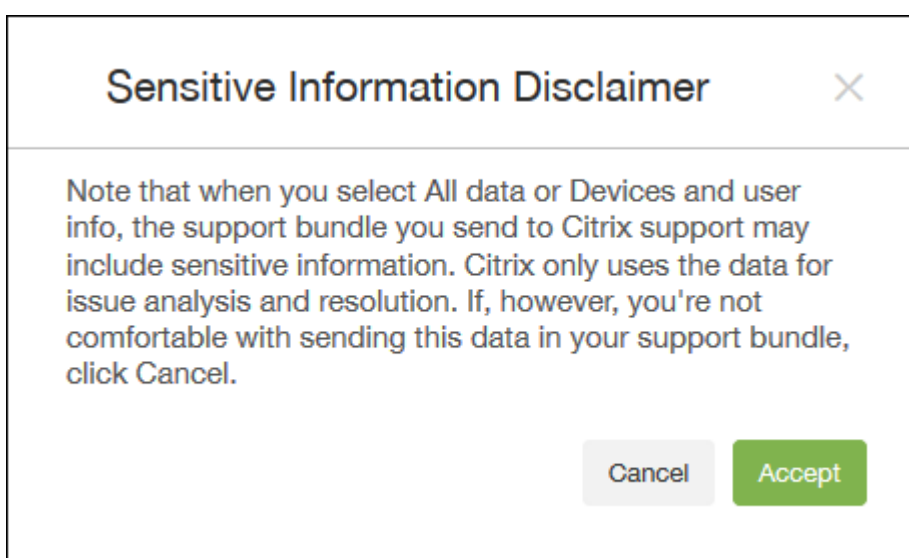 Sensitive Information Disclaimer
Note that when you select All data or Devices and user
info, the support bundle you send to Citrix support may
include sensitive information. Citrix only uses the data for
issue analysis and resolution. If, however, you're not
comfortable with sending this data in your support bundle,
click Cancel.
Cancel
Accept